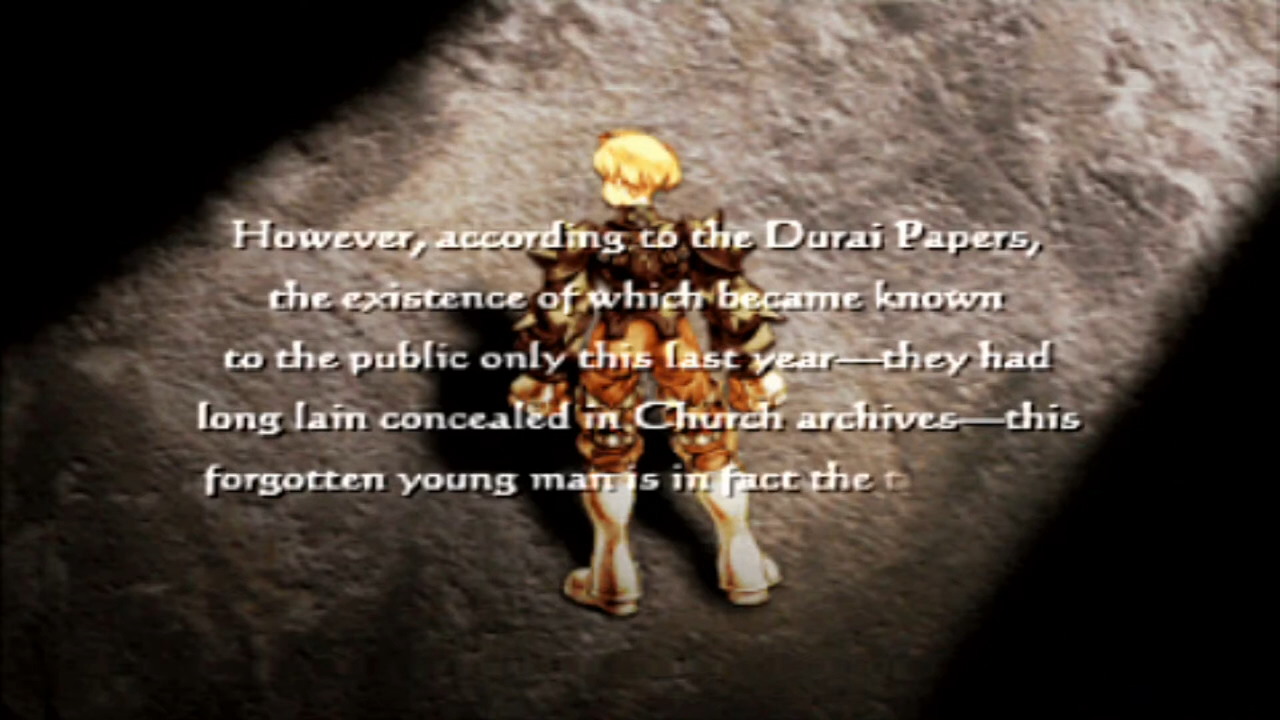 However, according to the Durai Papers,
the existence of which became known
to the public only this last year—they had
long lain concealed in Church archives—this
forgotten young man is in fact the